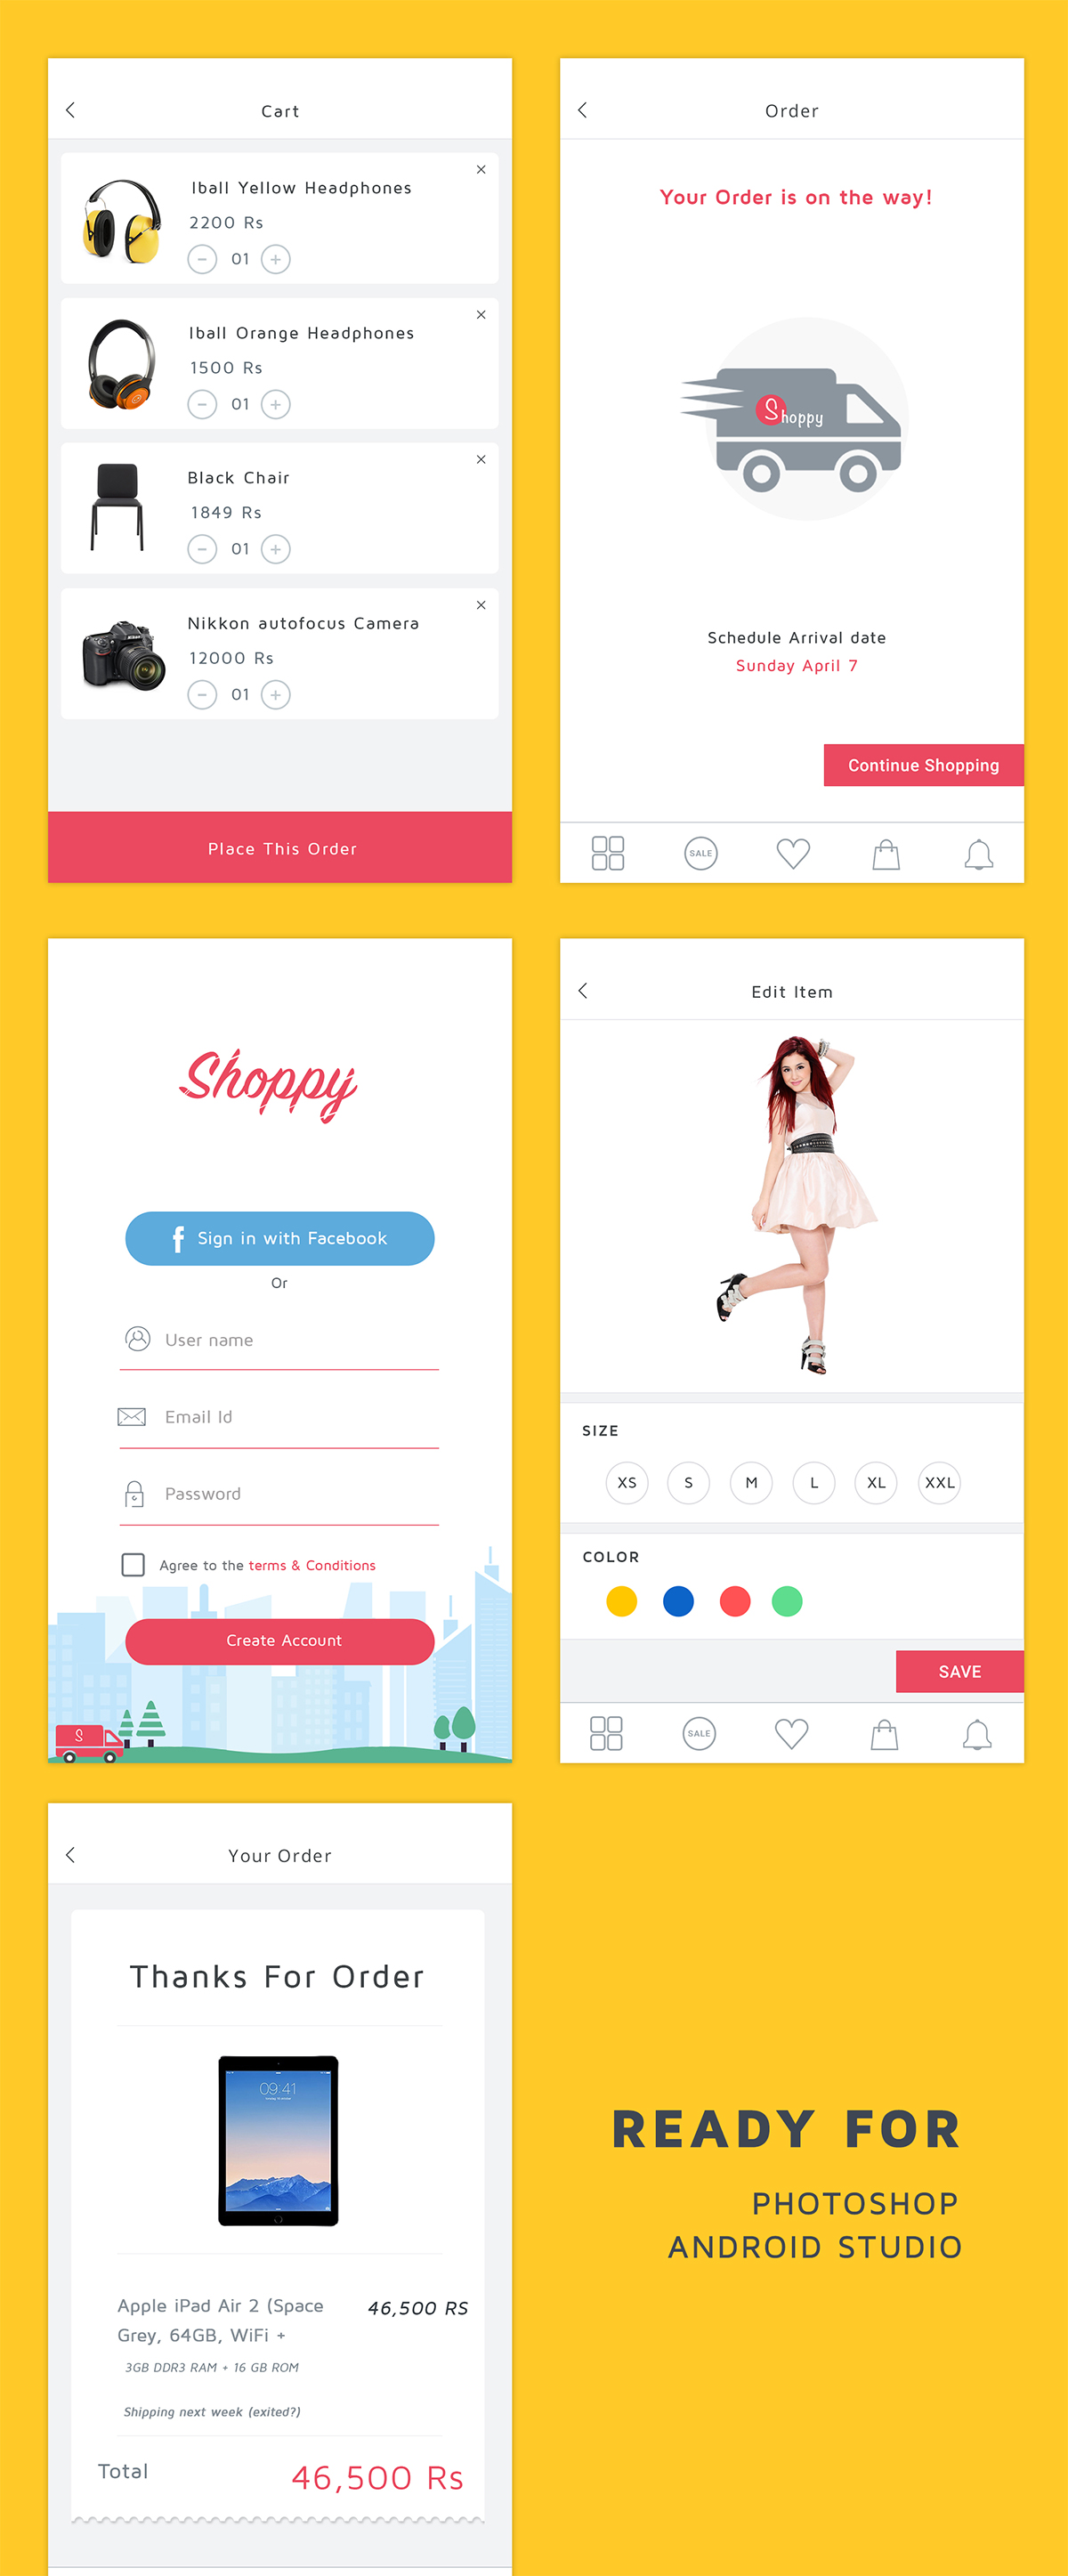 Cart
Iball Yellow Headphones
2200 Rs
01
Iball Orange Headphones
1500 Rs
01
Black Chair
1849 Rs
01
Nikkon autofocus Camera
12000 Rs
01
Place This Order
Order
Your Order is on the way!
Shoppy
Schedule Arrival date
Sunday April 7
Continue Shopping
SALE
Shoppy
f Sign in with Facebook
Or
User name
Email Id
Password
Agree to the terms & Conditions
Create Account
S
Edit Item
SIZE
XS S M L XL XXL
COLOR
SAVE
SALE
Your Order
Thanks For Order
09:41
Apple iPad Air 2 (Space 46,500 RS
Grey, 64GB, WiFi +
3GB DDR3 RAM + 16 GB ROM
Shipping next week (exited?)
Total 46,500 Rs
READY FOR
PHOTOSHOP
ANDROID STUDIO